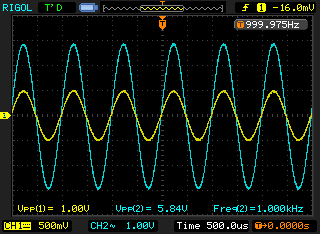 RIGOL T'D T f 1 -16.0mV
T 999.975Hz
1
Vpp(1)= 1.00V Vpp(2)= 5.84V Freq(2)=1.000kHz
CH1 500mV CH2~ 1.00V Time 500.0us T→0.0000s